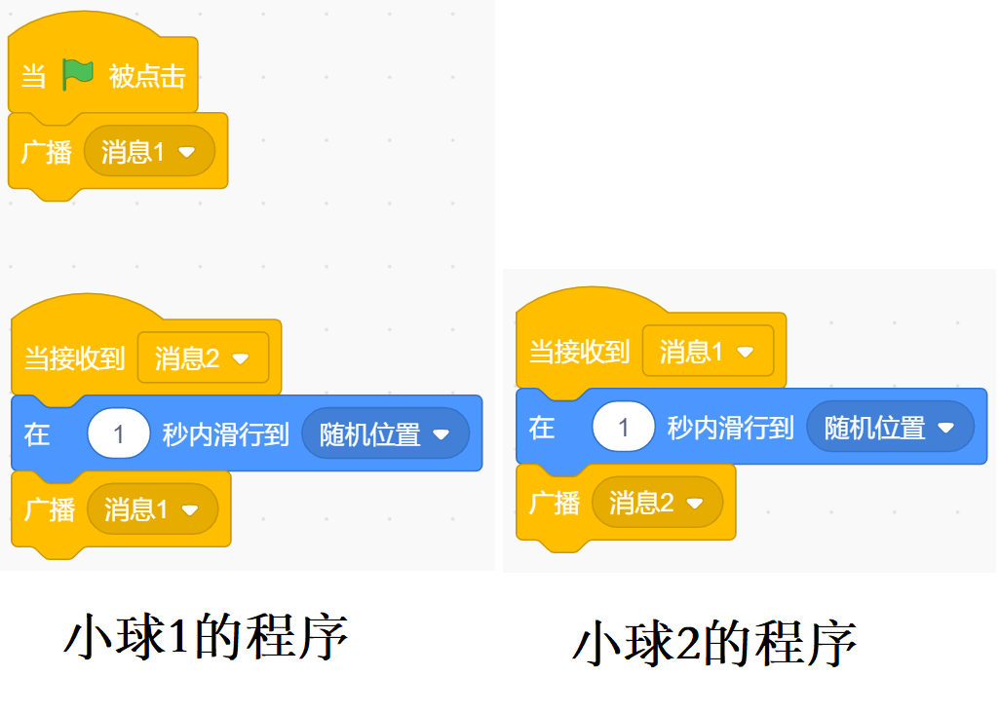 当 被点击
广播 消息1
当接收到 消息2
在 1 秒内滑行到 随机位置
广播 消息1
小球1的程序
当接收到 消息1
在 1 秒内滑行到 随机位置
广播 消息2
小球2的程序